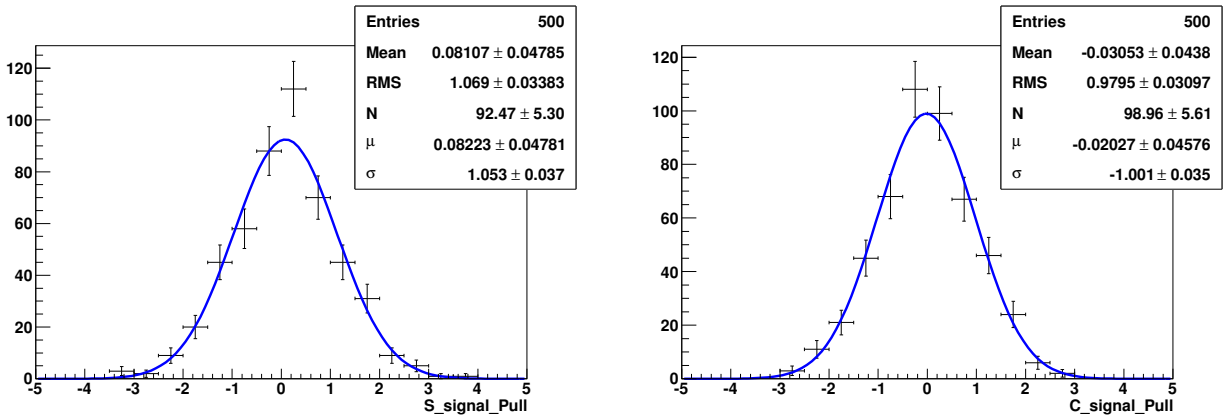 Entries 500
Mean 0.08107 ± 0.04785
RMS 1.069 ± 0.03383
N 92.47 ± 5.30
μ 0.08223 ± 0.04781
σ 1.053 ± 0.037
120
100
80
60
40
20
0
-5 -4 -3 -2 -1 0 1 2 3 4 5
S_signal_Pull
Entries 500
Mean -0.03053 ± 0.0438
RMS 0.9795 ± 0.03097
N 98.96 ± 5.61
μ -0.02027 ± 0.04576
σ -1.001 ± 0.035
120
100
80
60
40
20
0
-5 -4 -3 -2 -1 0 1 2 3 4 5
C_signal_Pull